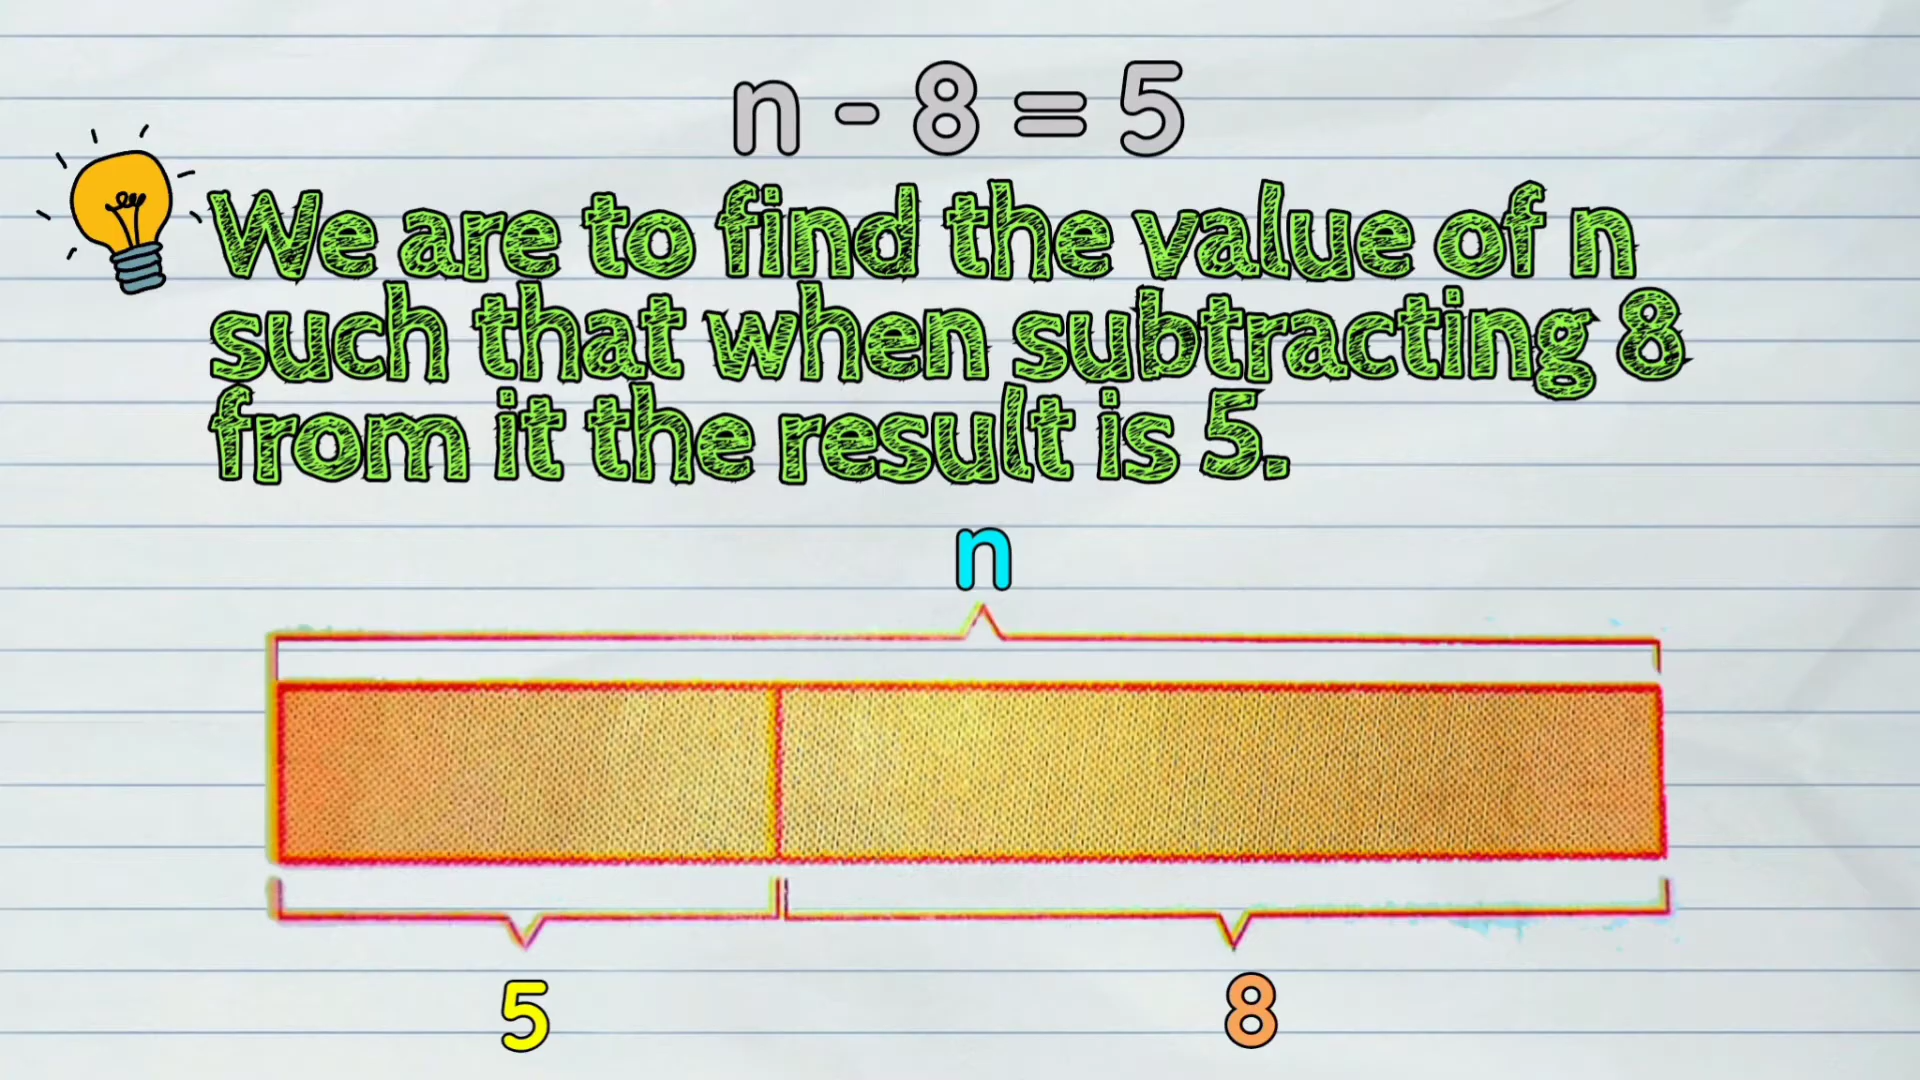 n - 8 = 5
We are to find the value of n
such that when subtracting 8
from it the result is 5.
n
5 8